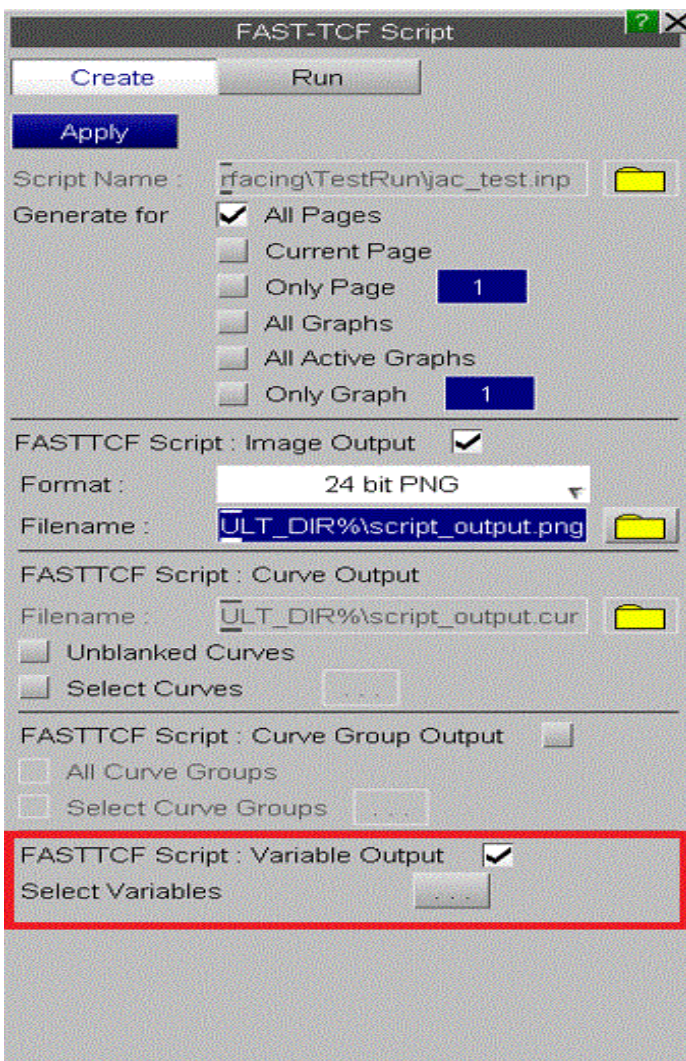 FAST-TCF Script ?
Create Run
Apply
Script Name : rfacing\TestRun\jac_test.inp
Generate for All Pages
Current Page
Only Page 1
All Graphs
All Active Graphs
Only Graph 1
FASTTCF Script : Image Output
Format : 24 bit PNG
Filename : ULT_DIR%\script_output.png
FASTTCF Script : Curve Output
Filename : ULT_DIR%\script_output.cur
Unblanked Curves
Select Curves . . .
FASTTCF Script : Curve Group Output
All Curve Groups
Select Curve Groups . . .
FASTTCF Script : Variable Output
Select Variables . . .